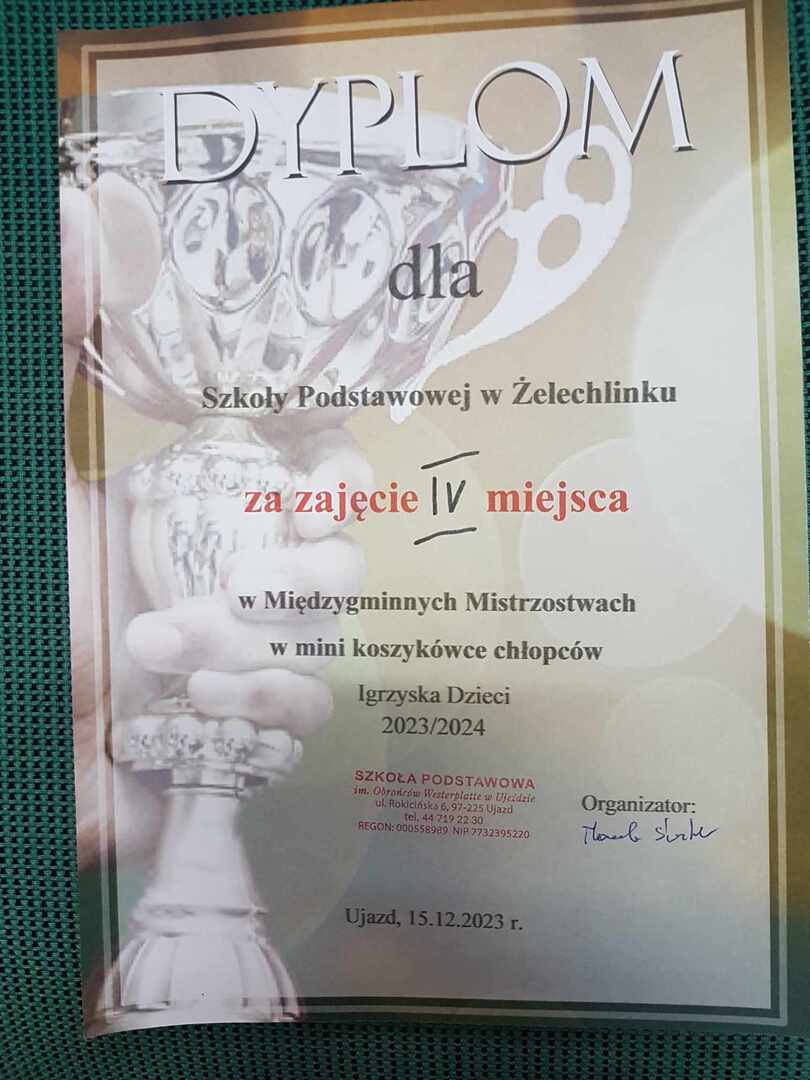 DYPLOM
dla
Szkoły Podstawowej w Żelechlinku
za zajęcie IV miejsca
w Międzygminnych Mistrzostwach
w mini koszykówce chłopców
Igrzyska Dzieci
2023/2024
SZKOŁA PODSTAWOWA
im. Obrońców Westerplatte w Ujeździe
ul. Rokicińska 6, 97-225 Ujazd
tel. 44 719 22 30
REGON: 000558989 NIP 7732395220
Organizator:
Ujazd, 15.12.2023 r.